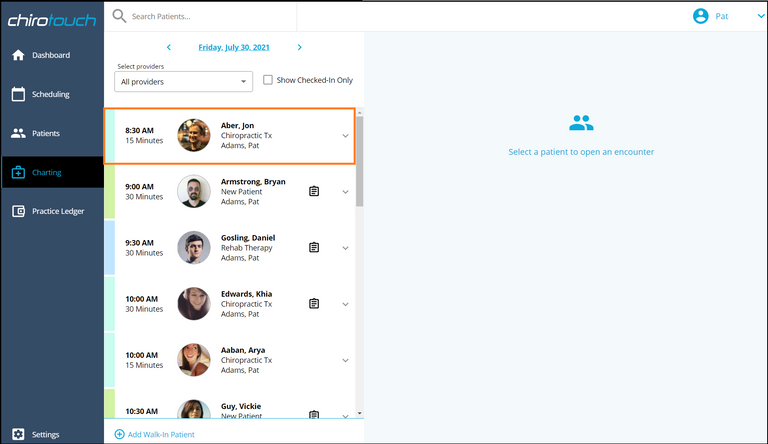 chirotouch
Search Patients...
Pat
Dashboard
Scheduling
Patients
Charting
Practice Ledger
Settings
Friday, July 30, 2021
Select providers
All providers
Show Checked-In Only
8:30 AM
15 Minutes
Aber, Jon
Chiropractic Tx
Adams, Pat
9:00 AM
30 Minutes
Armstrong, Bryan
New Patient
Adams, Pat
9:30 AM
30 Minutes
Gosling, Daniel
Rehab Therapy
Adams, Pat
10:00 AM
30 Minutes
Edwards, Khia
Chiropractic Tx
Adams, Pat
10:00 AM
15 Minutes
Aaban, Arya
Chiropractic Tx
Adams, Pat
10:30 AM
Guy, Vickie
New Patient
Add Walk-In Patient
Select a patient to open an encounter